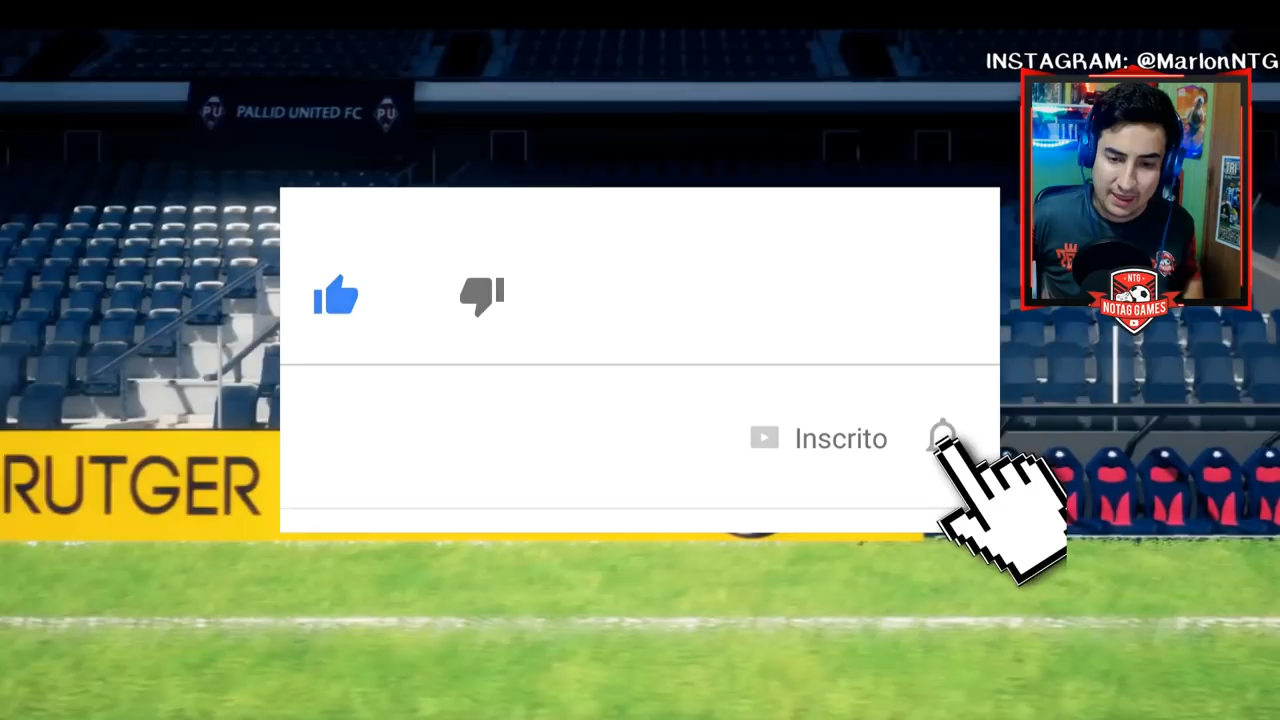 INSTAGRAM: @MarlonNTG
PU PALLID UNITED FC PU
NTG
NOTAG GAMES
Inscrito
RUTGER